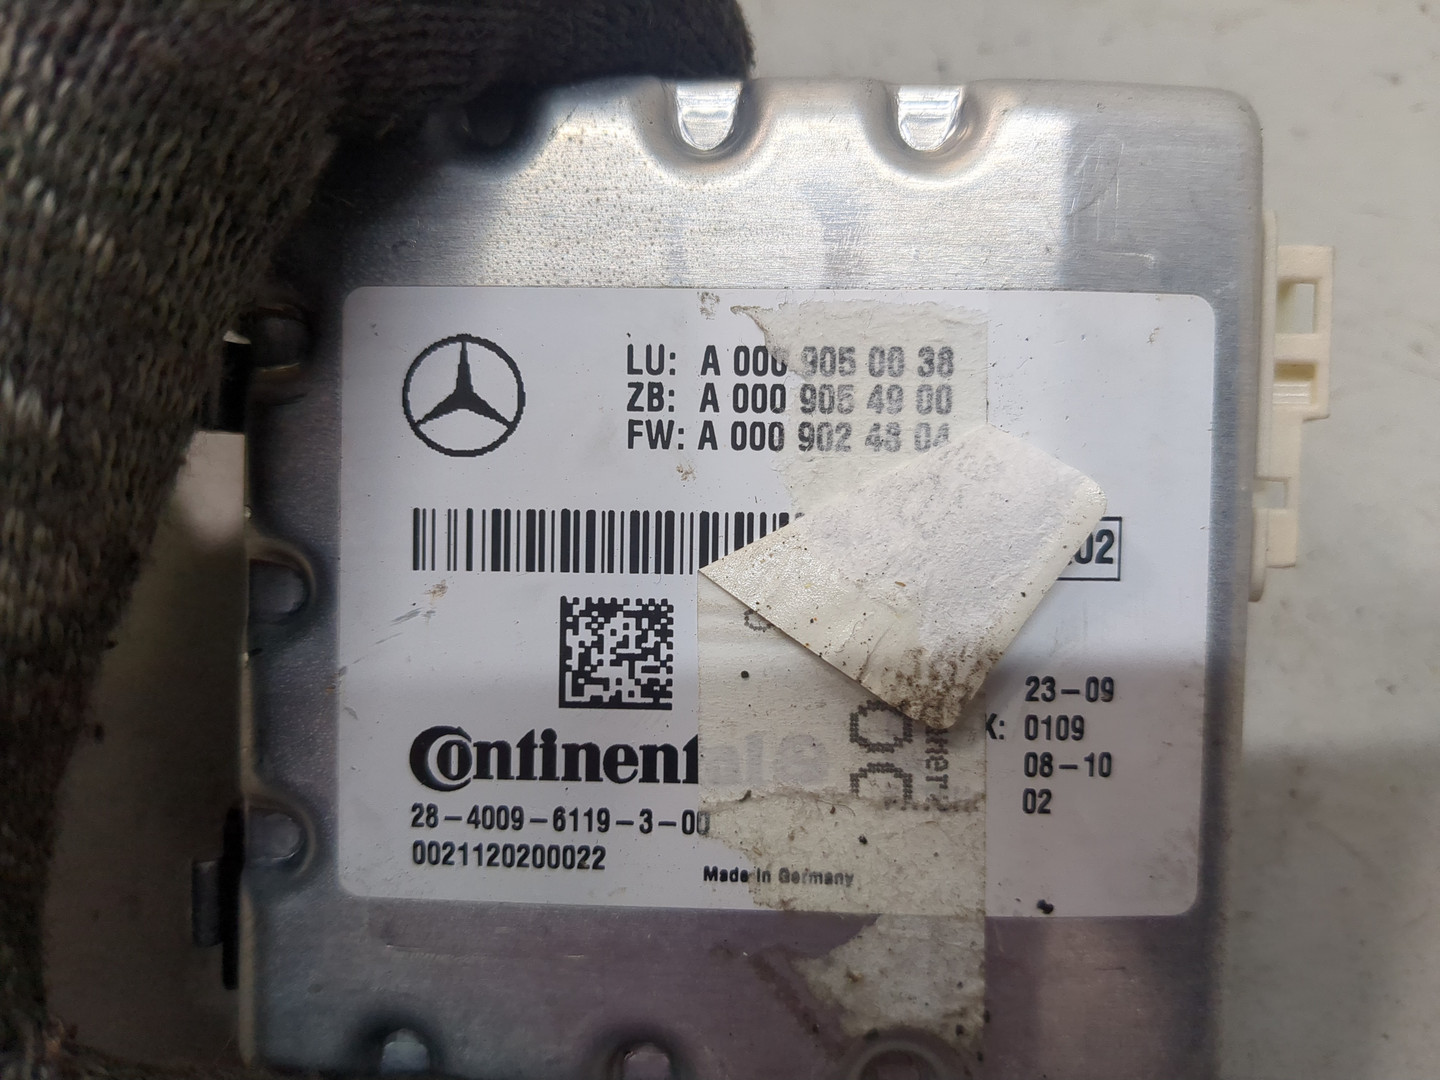 LU: A 000 905 00 38
ZB: A 000 905 49 00
FW: A 000 902 48 04
02
Continental
23-09
K: 0109
08-10
02
28-4009-6119-3-00
0021120200022
Made in Germany